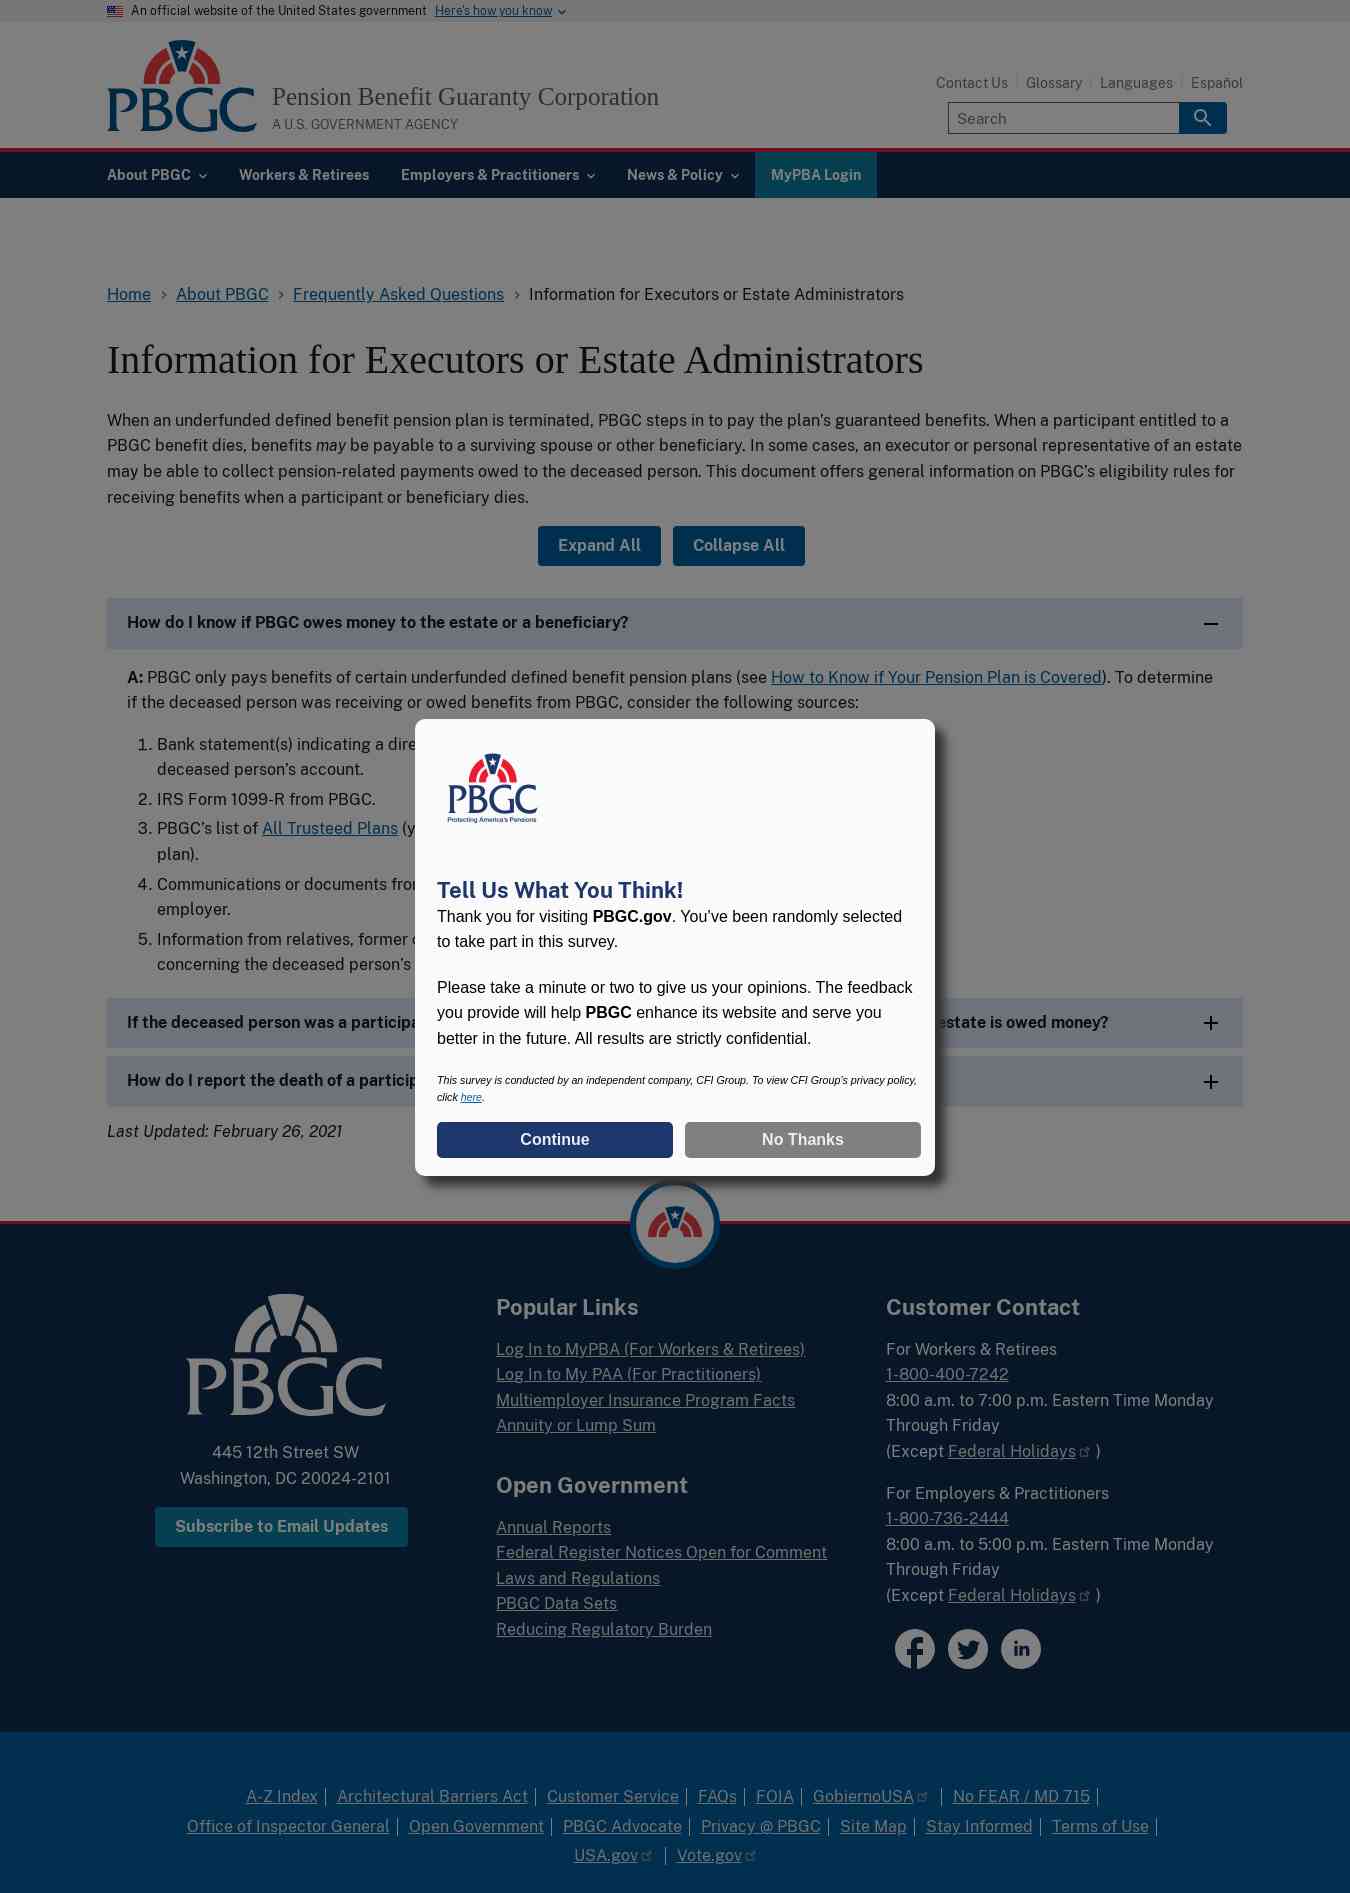 An official website of the United States government Here's how you know
PBGC
Pension Benefit Guaranty Corporation
A U.S. GOVERNMENT AGENCY
Contact Us Glossary Languages Español
Search
About PBGC Workers & Retirees Employers & Practitioners News & Policy MyPBA Login
Home About PBGC Frequently Asked Questions Information for Executors or Estate Administrators
Information for Executors or Estate Administrators
When an underfunded defined benefit pension plan is terminated, PBGC steps in to pay the plan's guaranteed benefits. When a participant entitled to a
PBGC benefit dies, benefits may be payable to a surviving spouse or other beneficiary. In some cases, an executor or personal representative of an estate
may be able to collect pension-related payments owed to the deceased person. This document offers general information on PBGC's eligibility rules for
receiving benefits when a participant or beneficiary dies.
Expand All Collapse All
How do I know if PBGC owes money to the estate or a beneficiary?
A: PBGC only pays benefits of certain underfunded defined benefit pension plans (see How to Know if Your Pension Plan is Covered). To determine
if the deceased person was receiving or owed benefits from PBGC, consider the following sources:
1. Bank statement(s) indicating a dire
deceased person's account.
2. IRS Form 1099-R from PBGC.
3. PBGC's list of All Trusteed Plans (y
plan).
4. Communications or documents fro
employer.
5. Information from relatives, former
concerning the deceased person's
If the deceased person was a participa estate is owed money?
How do I report the death of a particip
Last Updated: February 26, 2021
PBGC
Protecting America's Pensions
Tell Us What You Think!
Thank you for visiting PBGC.gov. You've been randomly selected
to take part in this survey.
Please take a minute or two to give us your opinions. The feedback
you provide will help PBGC enhance its website and serve you
better in the future. All results are strictly confidential.
This survey is conducted by an independent company, CFI Group. To view CFI Group's privacy policy,
click here.
Continue No Thanks
PBGC
445 12th Street SW
Washington, DC 20024-2101
Subscribe to Email Updates
Popular Links
Log In to MyPBA (For Workers & Retirees)
Log In to My PAA (For Practitioners)
Multiemployer Insurance Program Facts
Annuity or Lump Sum
Open Government
Annual Reports
Federal Register Notices Open for Comment
Laws and Regulations
PBGC Data Sets
Reducing Regulatory Burden
Customer Contact
For Workers & Retirees
1-800-400-7242
8:00 a.m. to 7:00 p.m. Eastern Time Monday
Through Friday
(Except Federal Holidays )
For Employers & Practitioners
1-800-736-2444
8:00 a.m. to 5:00 p.m. Eastern Time Monday
Through Friday
(Except Federal Holidays )
A-Z Index Architectural Barriers Act Customer Service FAQs FOIA GobiernoUSA No FEAR / MD 715
Office of Inspector General Open Government PBGC Advocate Privacy @ PBGC Site Map Stay Informed Terms of Use
USA.gov Vote.gov